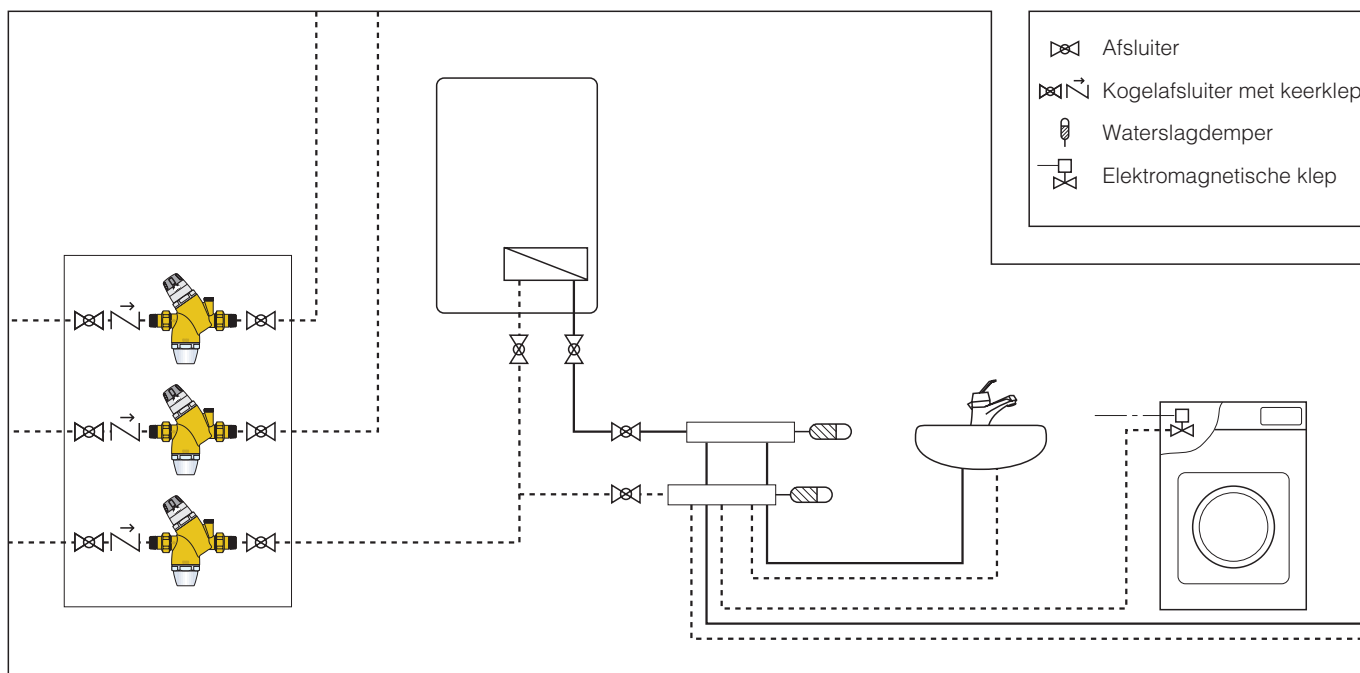 Afsluiter
Kogelafsluiter met keerklep
Waterslagdemper
Elektromagnetische klep